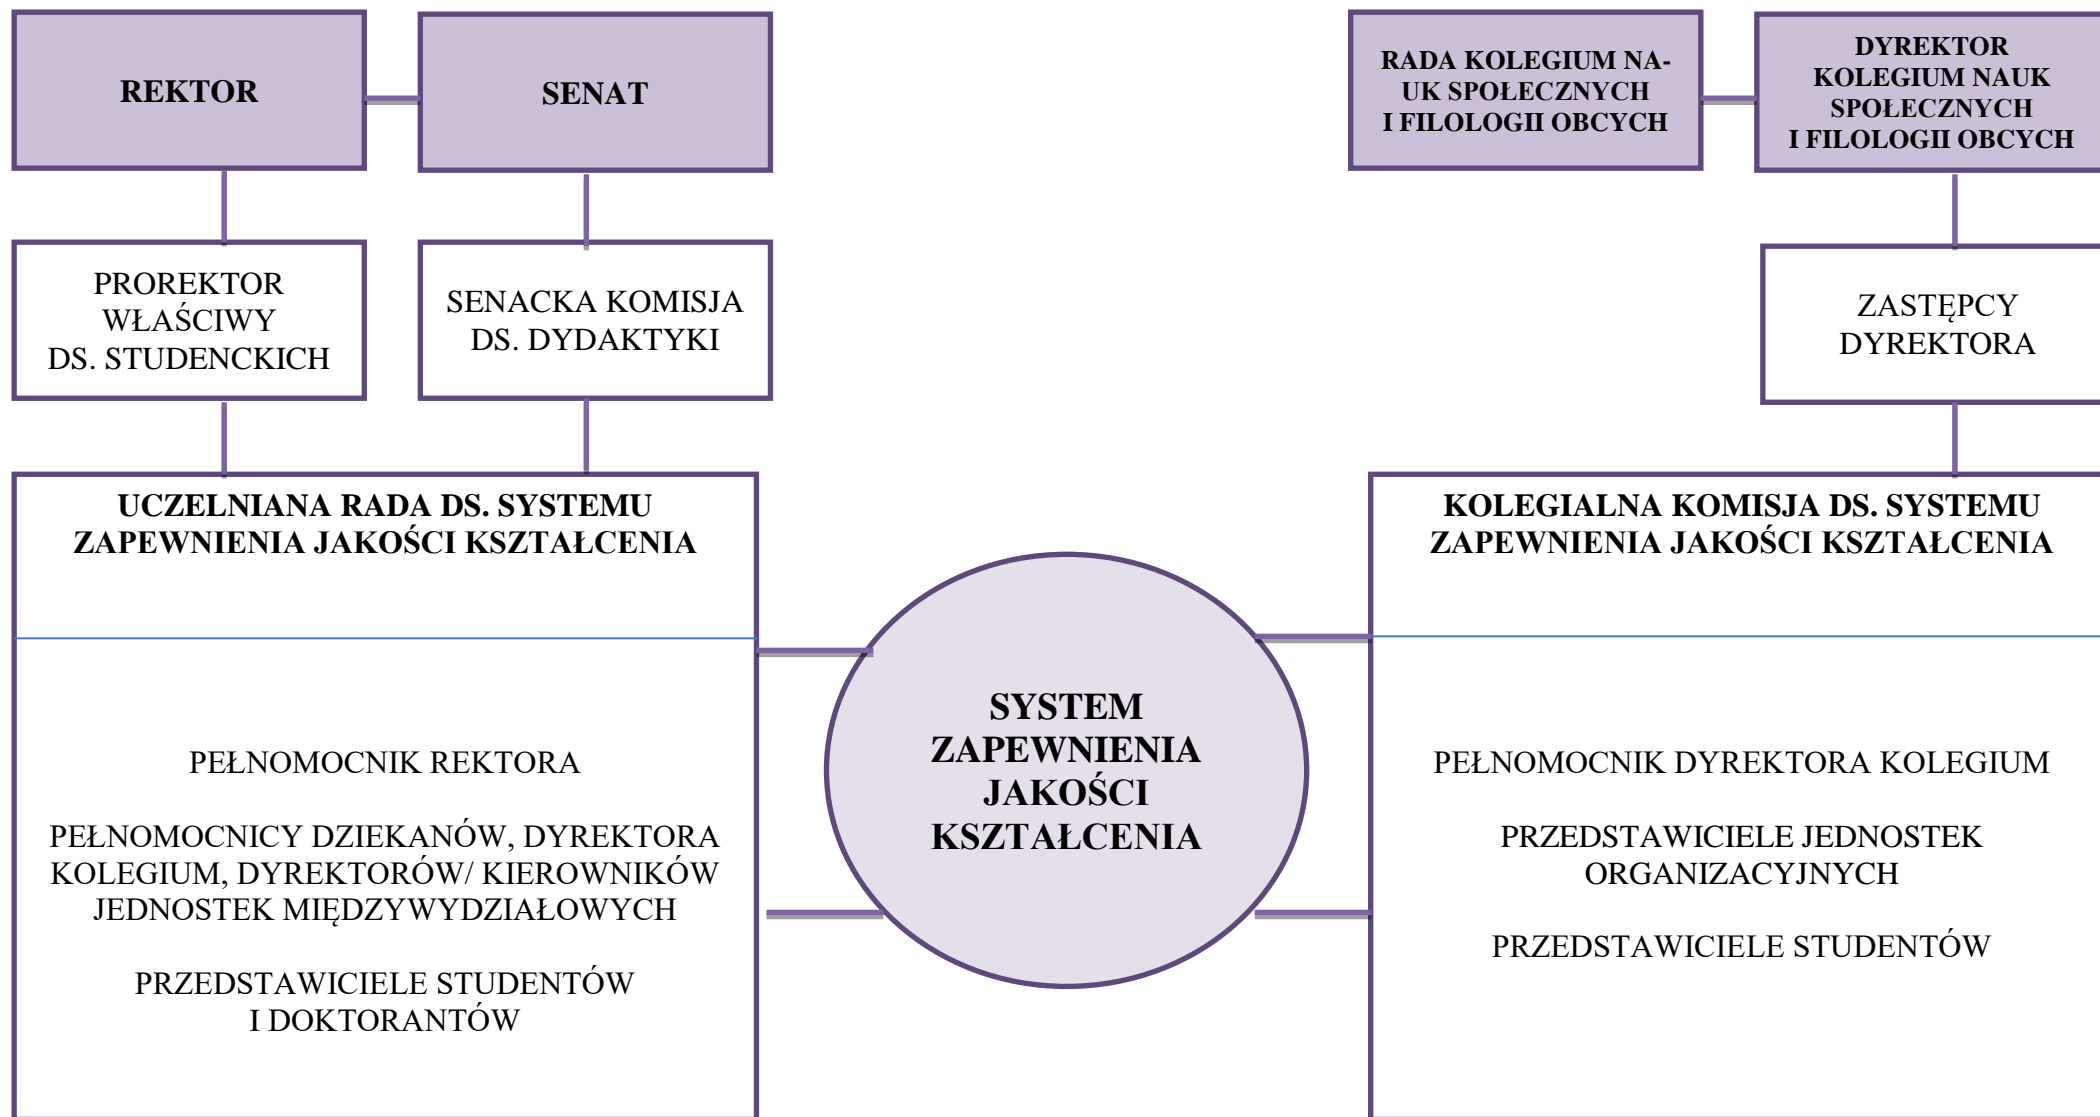 REKTOR
SENAT
RADA KOLEGIUM NA-
UK SPOŁECZNYCH
I FILOLOGII OBCYCH
DYREKTOR
KOLEGIUM NAUK
SPOŁECZNYCH
I FILOLOGII OBCYCH
PROREKTOR
WŁAŚCIWY
DS. STUDENCKICH
SENACKA KOMISJA
DS. DYDAKTYKI
ZASTĘPCY
DYREKTORA
UCZELNIANA RADA DS. SYSTEMU
ZAPEWNIENIA JAKOŚCI KSZTAŁCENIA
PEŁNOMOCNIK REKTORA
PEŁNOMOCNICY DZIEKANÓW, DYREKTORA
KOLEGIUM, DYREKTORÓW/ KIEROWNIKÓW
JEDNOSTEK MIĘDZYWYDZIAŁOWYCH
PRZEDSTAWICIELE STUDENTÓW
I DOKTORANTÓW
SYSTEM
ZAPEWNIENIA
JAKOŚCI
KSZTAŁCENIA
KOLEGIALNA KOMISJA DS. SYSTEMU
ZAPEWNIENIA JAKOŚCI KSZTAŁCENIA
PEŁNOMOCNIK DYREKTORA KOLEGIUM
PRZEDSTAWICIELE JEDNOSTEK
ORGANIZACYJNYCH
PRZEDSTAWICIELE STUDENTÓW